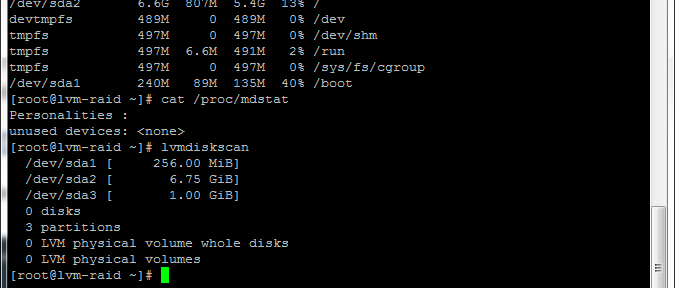 /dev/sda2 6.6G 807M 5.4G 13% /
devtmpfs 489M 0 489M 0% /dev
tmpfs 497M 0 497M 0% /dev/shm
tmpfs 497M 6.6M 491M 2% /run
tmpfs 497M 0 497M 0% /sys/fs/cgroup
/dev/sda1 240M 89M 135M 40% /boot
[root@lvm-raid ~]# cat /proc/mdstat
Personalities :
unused devices: <none>
[root@lvm-raid ~]# lvmdiskscan
/dev/sda1 [ 256.00 MiB]
/dev/sda2 [ 6.75 GiB]
/dev/sda3 [ 1.00 GiB]
0 disks
3 partitions
0 LVM physical volume whole disks
0 LVM physical volumes
[root@lvm-raid ~]#